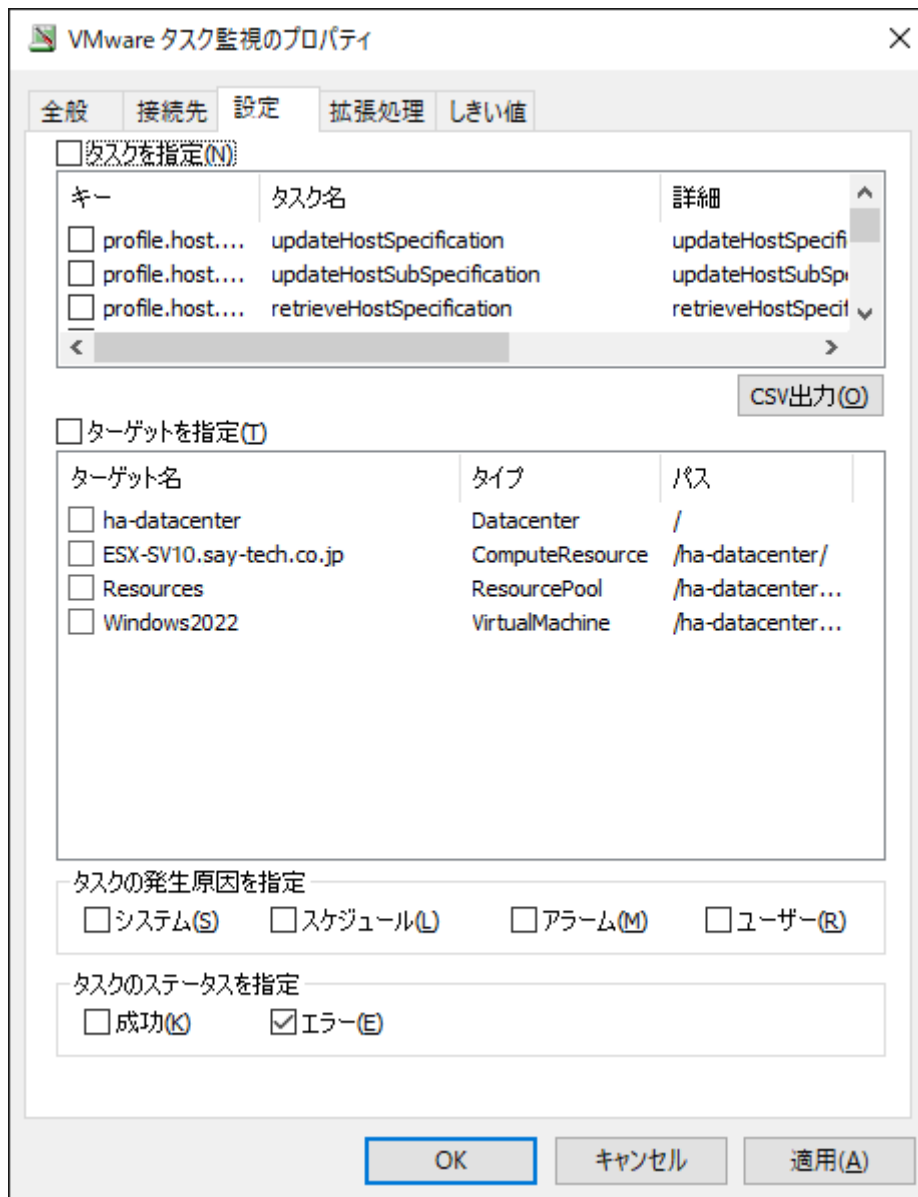 VMware タスク監視のプロパティ
全般 接続先 設定 拡張処理 しきい値
タスクを指定(N)
キー タスク名 詳細
profile.host.... updateHostSpecification updateHostSpecifi
profile.host.... updateHostSubSpecification updateHostSubSpe
profile.host.... retrieveHostSpecification retrieveHostSpecif
CSV出力(O)
ターゲットを指定(T)
ターゲット名 タイプ パス
ha-datacenter Datacenter /
ESX-SV10.say-tech.co.jp ComputeResource /ha-datacenter/
Resources ResourcePool /ha-datacenter...
Windows2022 VirtualMachine /ha-datacenter...
タスクの発生原因を指定
システム(S) スケジュール(L) アラーム(M) ユーザー(R)
タスクのステータスを指定
成功(K) エラー(E)
OK キャンセル 適用(A)